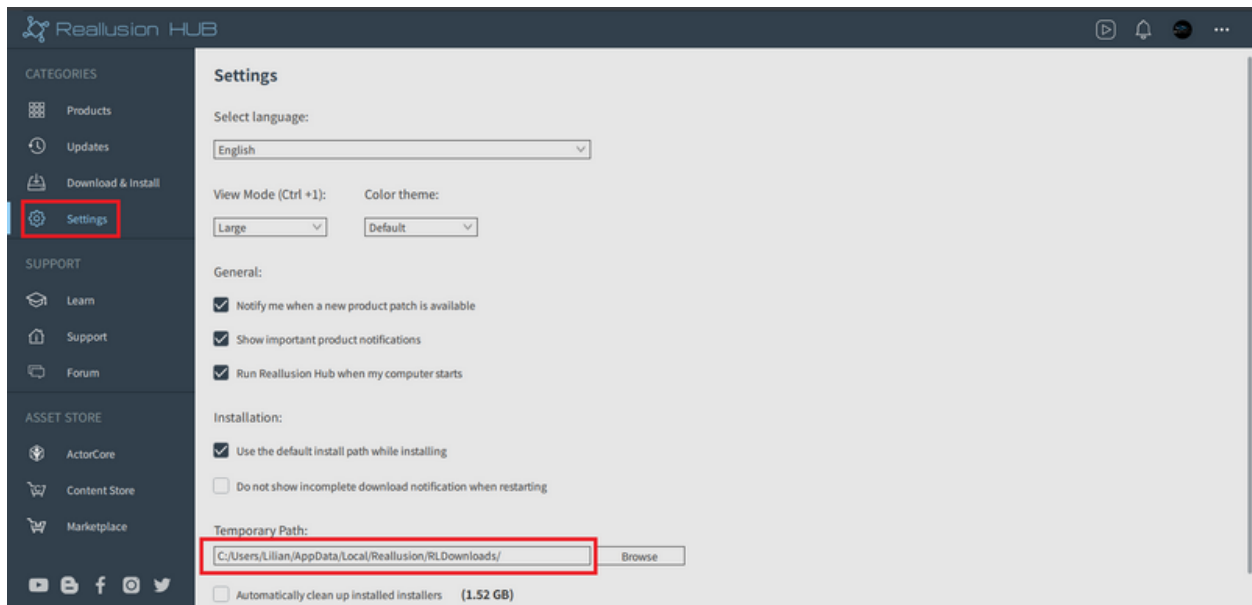 Reallusion HUB
CATEGORIES
Products
Updates
Download & Install
Settings
SUPPORT
Learn
Support
Forum
ASSET STORE
ActorCore
Content Store
Marketplace
Settings
Select language:
English
View Mode (Ctrl +1): Color theme:
Large Default
General:
Notify me when a new product patch is available
Show important product notifications
Run Reallusion Hub when my computer starts
Installation:
Use the default install path while installing
Do not show incomplete download notification when restarting
Temporary Path:
C:/Users/Lilian/AppData/Local/Reallusion/RLDownloads/ Browse
Automatically clean up installed installers (1.52 GB)